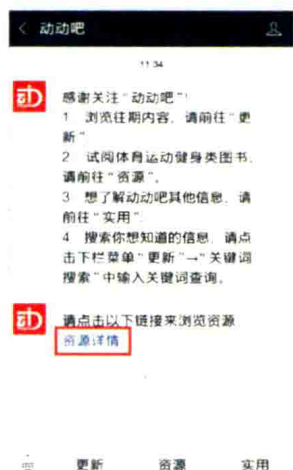 动动吧
11:34
动
感谢关注“动动吧”！
1 浏览往期内容，请前往“更
新”
2 试阅体育运动健身类图书，
请前往“资源”。
3 想了解动动吧其他信息，请
前往“实用”
4 搜索你想知道的信息，请点
击下栏菜单“更新”→“关键词
搜索”中输入关键词查询。
动
请点击以下链接来浏览资源
资源详情
更新 资源 实用